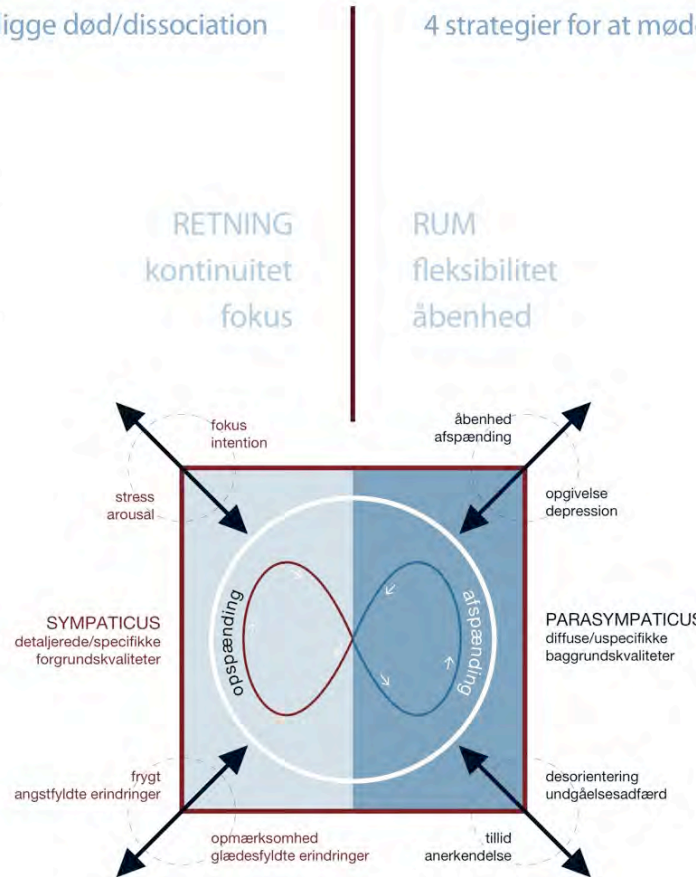 ligge død/dissociation
4 strategier for at mød
RETNING
kontinuitet
fokus
RUM
fleksibilitet
åbenhed
fokus
intention
åbenhed
afspænding
stress
arousal
opgivelse
depression
opspænding
afspænding
SYMPATICUS
detaljerede/specifikke
forgrundskvaliteter
PARASYMPATICUS
diffuse/uspecifikke
baggrundskvaliteter
frygt
angstfyldte erindringer
desorientering
undgåelsesadfærd
opmærksomhed
glædesfyldte erindringer
tillid
anerkendelse